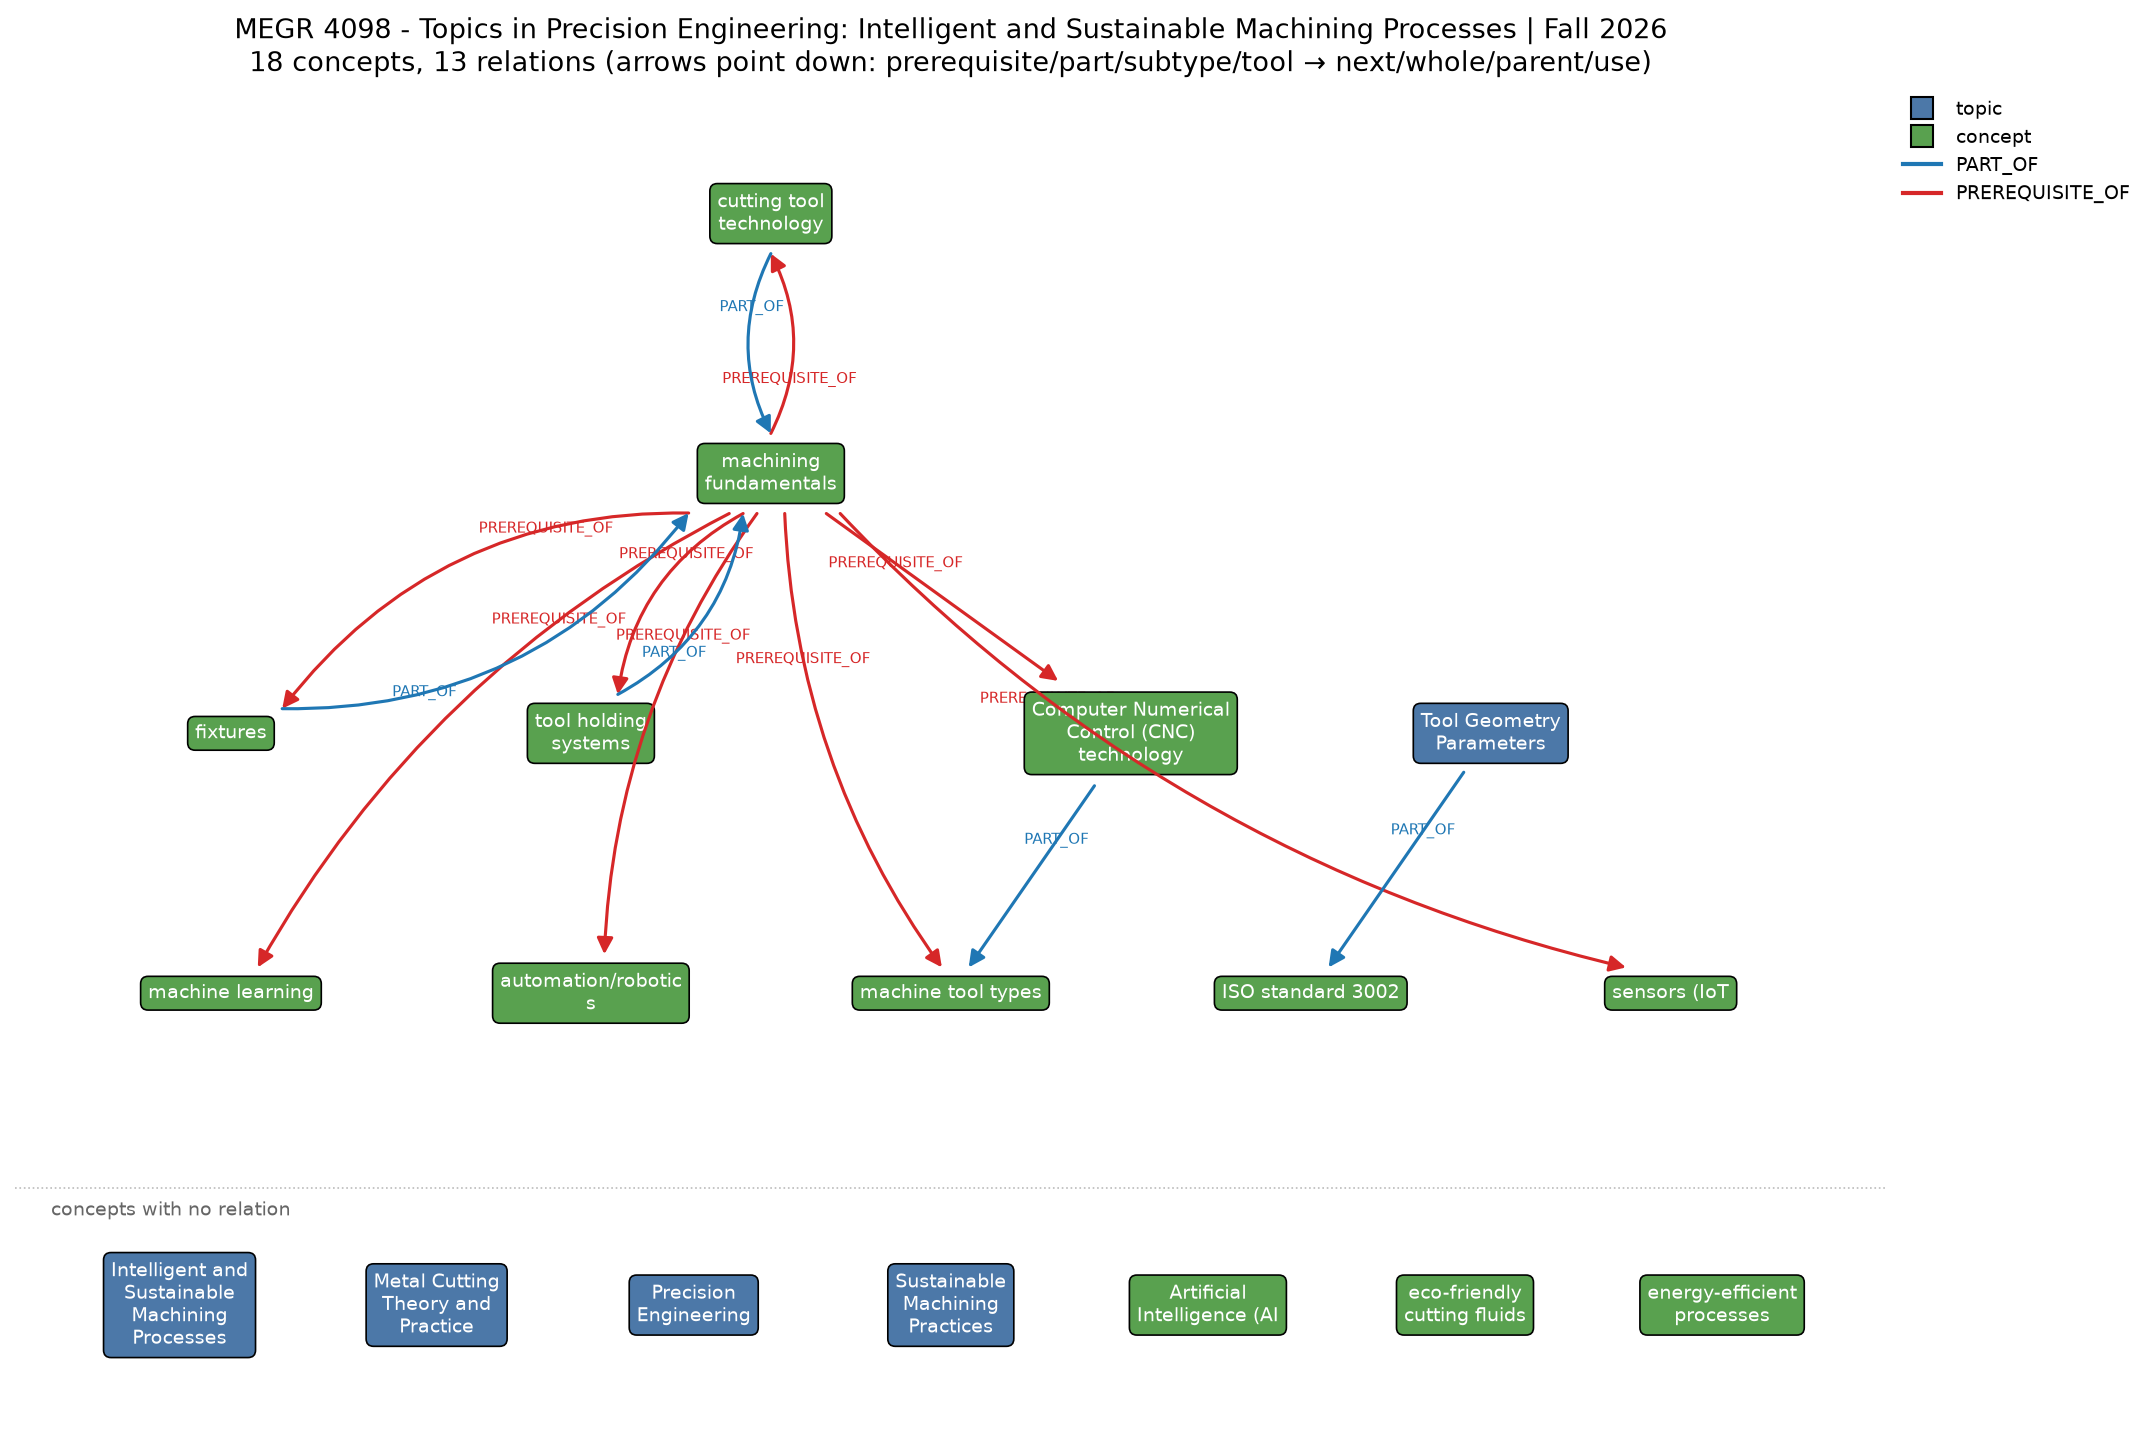 MEGR 4098 - Topics in Precision Engineering: Intelligent and Sustainable Machining Processes | Fall 2026
18 concepts, 13 relations (arrows point down: prerequisite/part/subtype/tool → next/whole/parent/use)
topic
concept
PART_OF
PREREQUISITE_OF
cutting tool
technology
PART_OF
PREREQUISITE_OF
machining
fundamentals
PREREQUISITE_OF
PREREQUISITE_OF
PREREQUISITE_OF
PREREQUISITE_OF
PREREQUISITE_OF
PART_OF
PREREQUISITE_OF
PART_OF
PRERE
fixtures
tool holding
systems
Computer Numerical
Control (CNC)
technology
Tool Geometry
Parameters
PART_OF
PART_OF
machine learning
automation/robotic
s
machine tool types
ISO standard 3002
sensors (IoT
concepts with no relation
Intelligent and
Sustainable
Machining
Processes
Metal Cutting
Theory and
Practice
Precision
Engineering
Sustainable
Machining
Practices
Artificial
Intelligence (AI
eco-friendly
cutting fluids
energy-efficient
processes